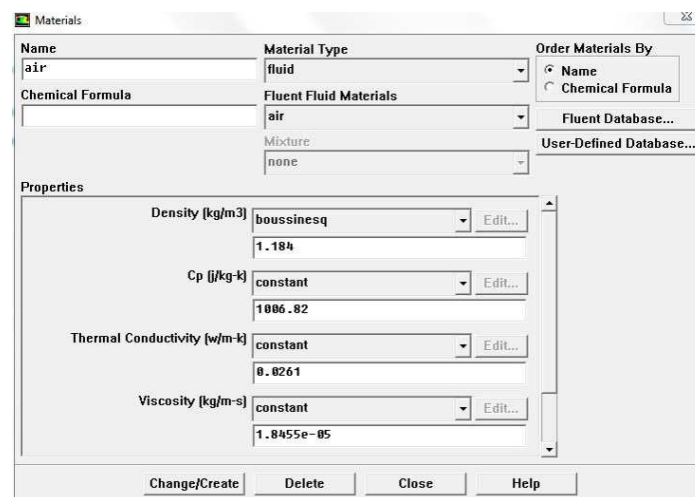 Materials
Name
air
Material Type
fluid
Order Materials By
Name
Chemical Formula
Chemical Formula
Fluent Fluid Materials
air
Fluent Database...
Mixture
none
User-Defined Database...
Properties
Density (kg/m3)
boussinesq
Edit...
1.184
Cp (j/kg-k)
constant
Edit...
1006.82
Thermal Conductivity (w/m-k)
constant
Edit...
0.0261
Viscosity (kg/m-s)
constant
Edit...
1.8455e-05
Change/Create
Delete
Close
Help